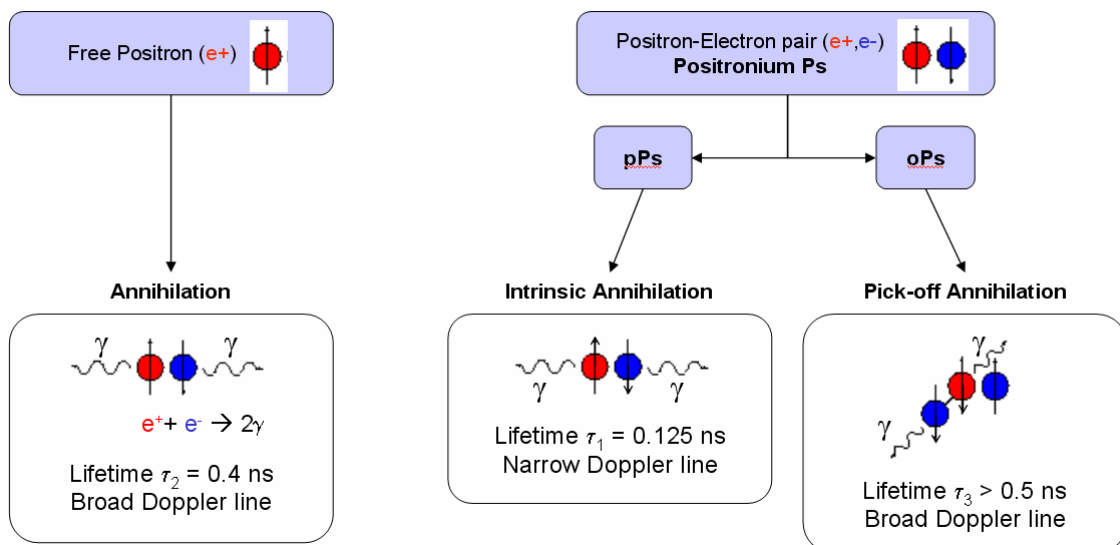 Free Positron (e+)
Positron-Electron pair (e+,e-)
Positronium Ps
pPs
oPs
Annihilation
γ γ
e⁺+ e⁻ → 2γ
Lifetime τ₂ = 0.4 ns
Broad Doppler line
Intrinsic Annihilation
γ γ
Lifetime τ₁ = 0.125 ns
Narrow Doppler line
Pick-off Annihilation
γ
γ
Lifetime τ₃ > 0.5 ns
Broad Doppler line